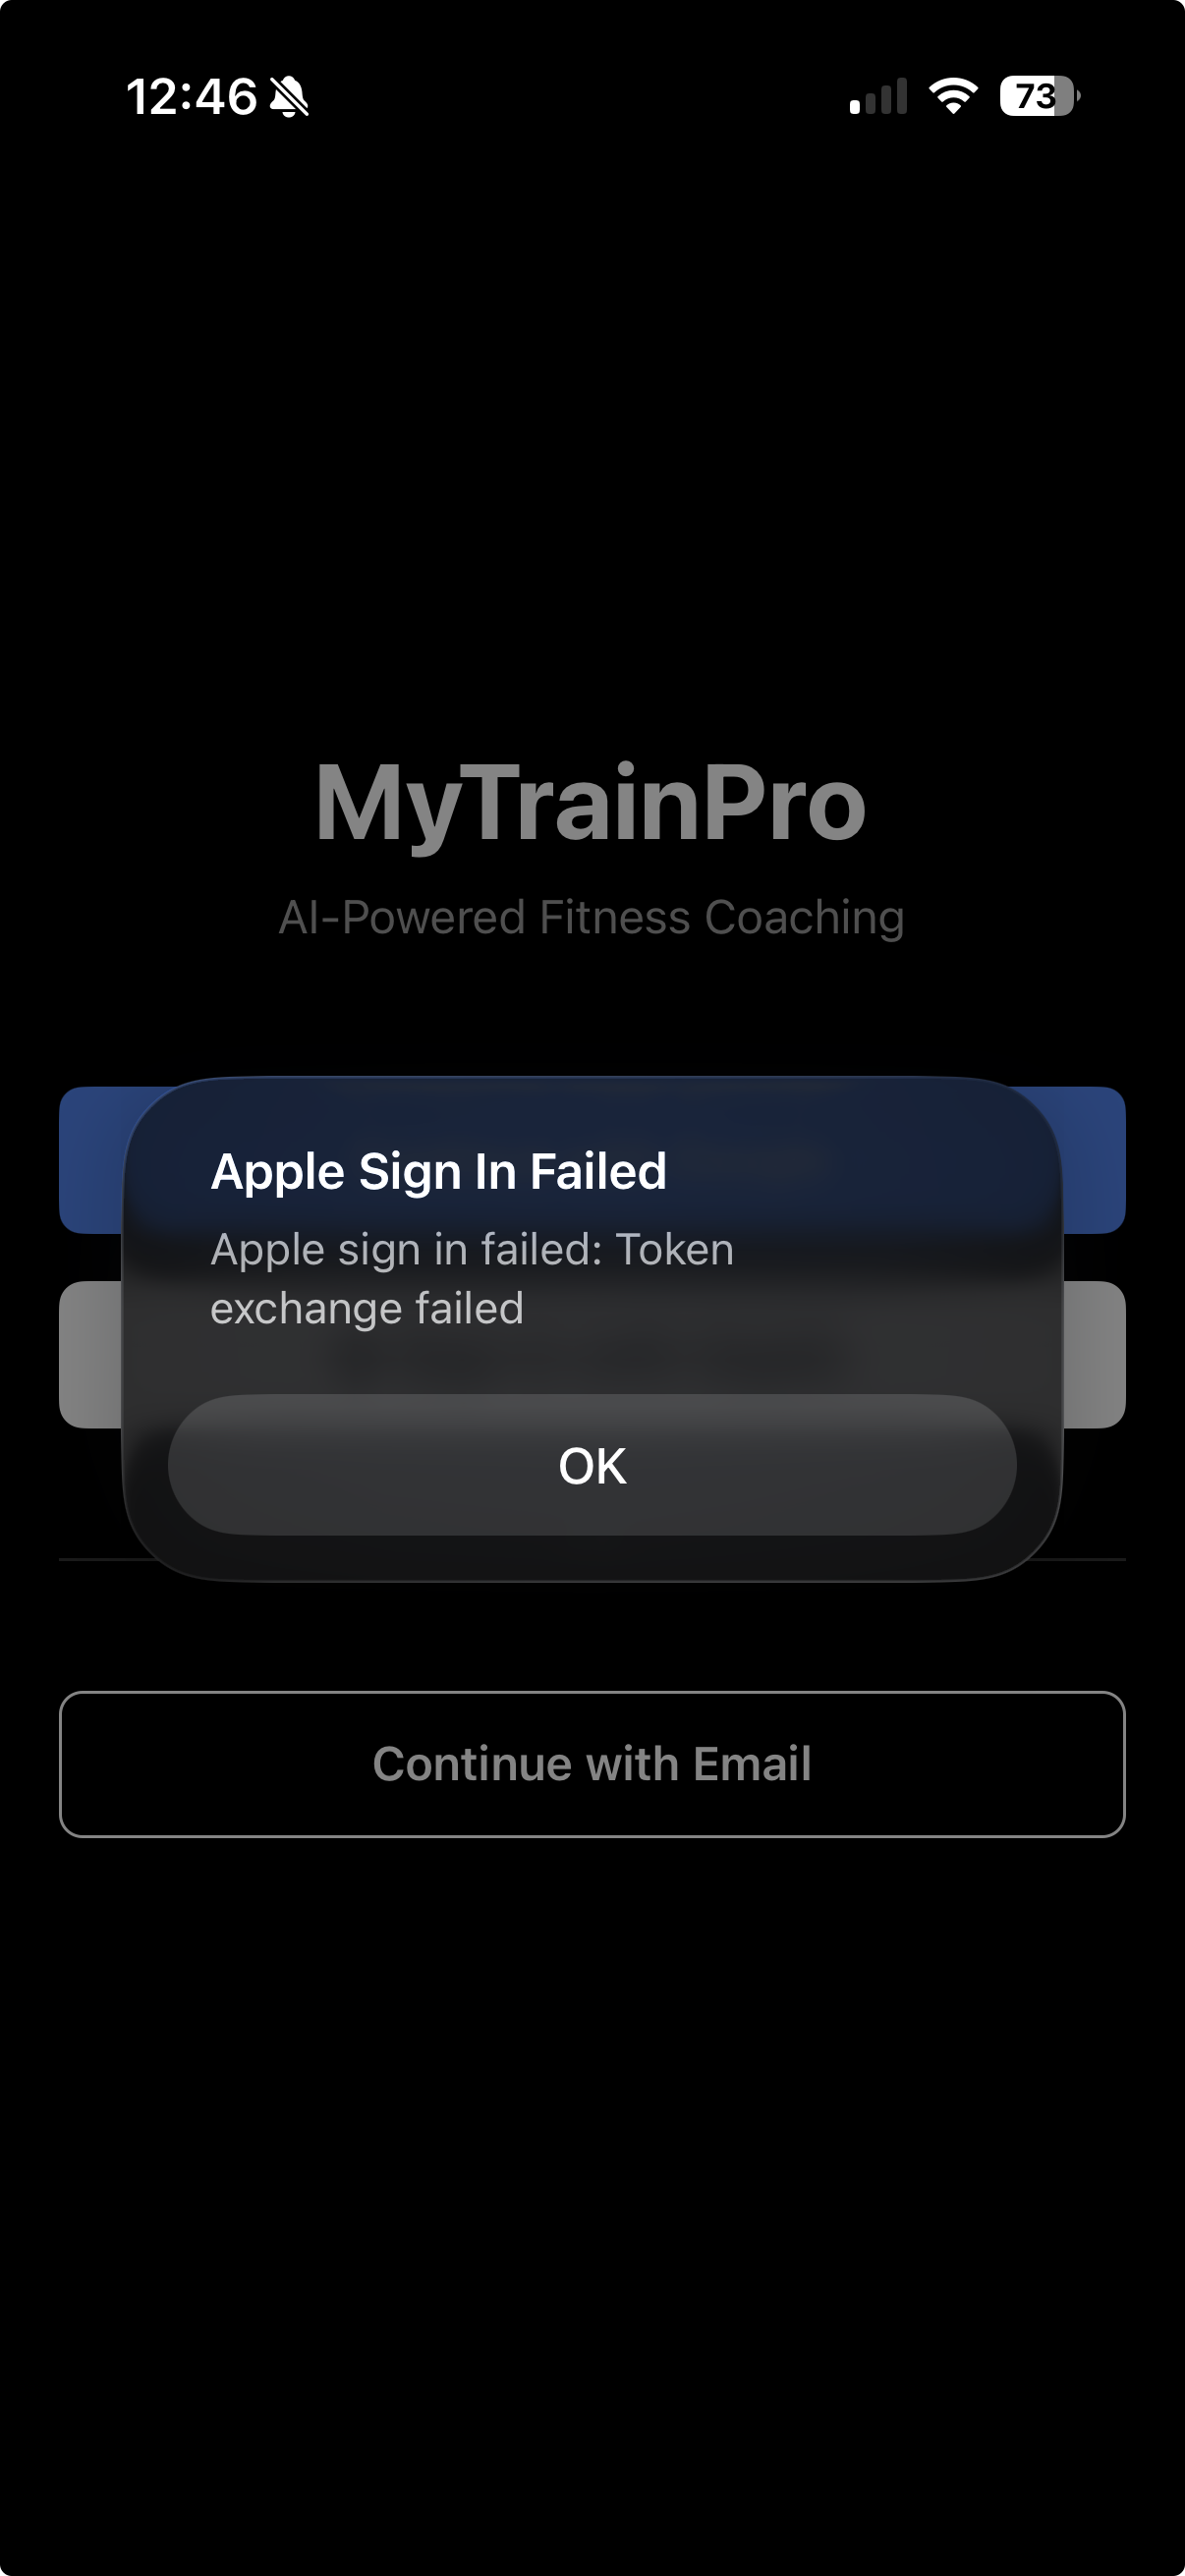 12:46
73
MyTrainPro
AI-Powered Fitness Coaching
Apple Sign In Failed
Apple sign in failed: Token
exchange failed
OK
Continue with Email